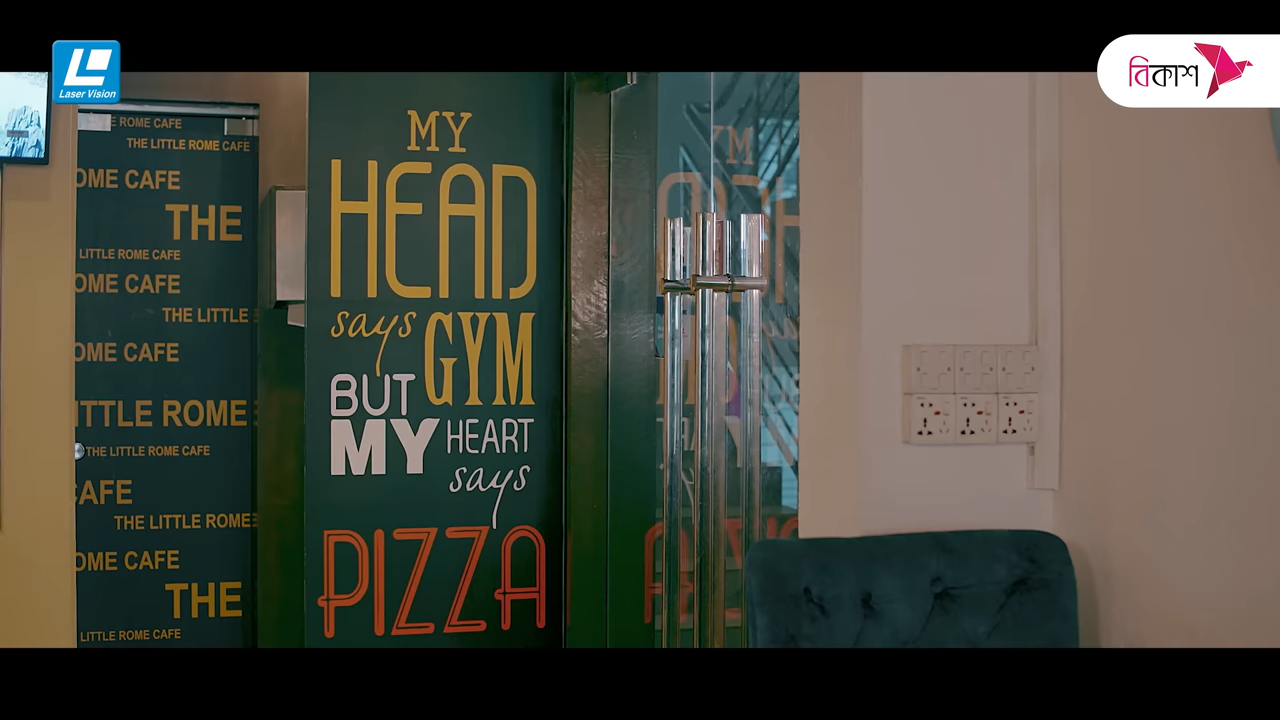 Laser Vision
বিকাশ
E ROME CAFE
THE LITTLE ROME CAFE
OME CAFE
THE
LITTLE ROME CAFE
OME CAFE
THE LITTLE
OME CAFE
ITTLE ROME
THE LITTLE ROME CAFE
CAFE
THE LITTLE ROME
OME CAFE
THE
LITTLE ROME CAFE
MY
HEAD
says GYM
BUT
MY HEART
says
PIZZA